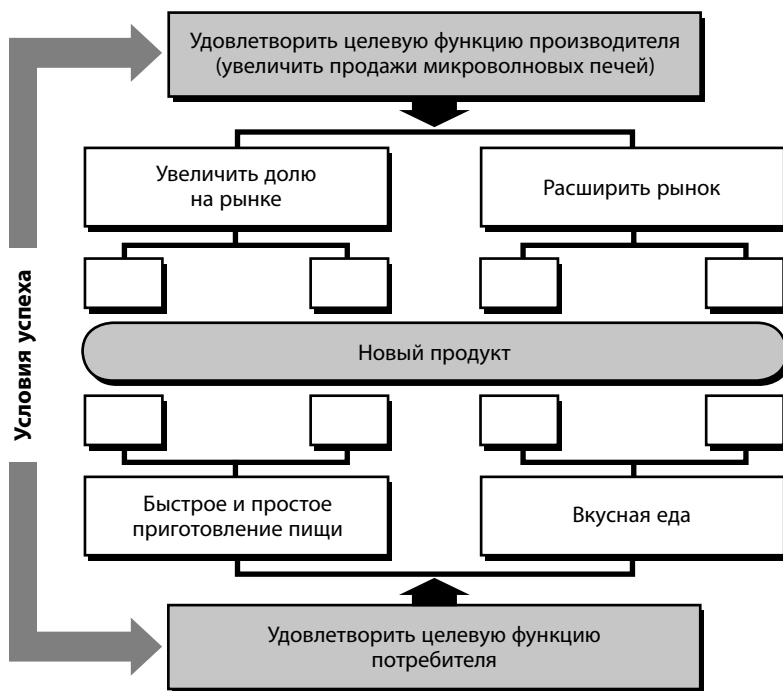 Удовлетворить целевую функцию производителя
(увеличить продажи микроволновых печей)
Увеличить долю
на рынке
Расширить рынок
Условия успеха
Новый продукт
Быстрое и простое
приготовление пищи
Вкусная еда
Удовлетворить целевую функцию
потребителя